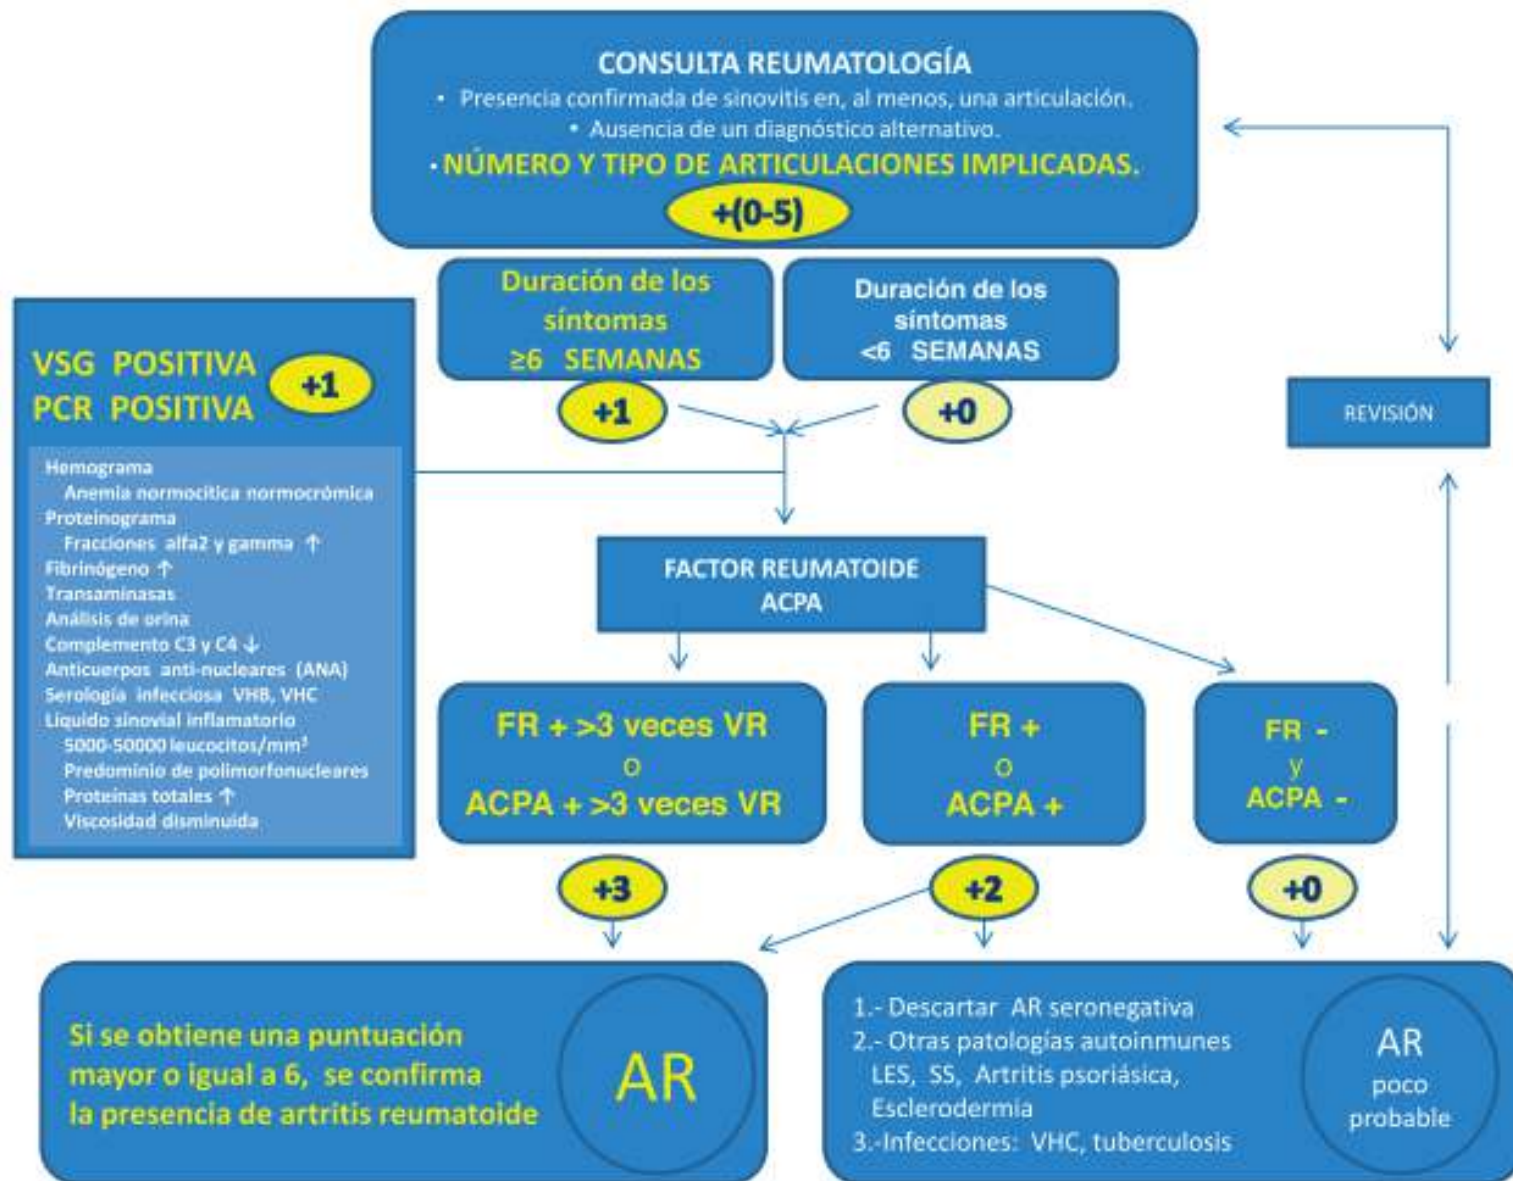 CONSULTA REUMATOLOGÍA
• Presencia confirmada de sinovitis en, al menos, una articulación.
• Ausencia de un diagnóstico alternativo.
• NÚMERO Y TIPO DE ARTICULACIONES IMPLICADAS.
+(0-5)
Duración de los
síntomas
≥6 SEMANAS
+1
Duración de los
síntomas
<6 SEMANAS
+0
VSG POSITIVA
PCR POSITIVA
+1
Hemograma
Anemia normocítica normocrómica
Proteinograma
Fracciones alfa2 y gamma ↑
Fibrinógeno ↑
Transaminasas
Análisis de orina
Complemento C3 y C4 ↓
Anticuerpos anti-nucleares (ANA)
Serología infecciosa VHB, VHC
Líquido sinovial inflamatorio
5000-50000 leucocitos/mm³
Predominio de polimorfonucleares
Proteínas totales ↑
Viscosidad disminuida
REVISIÓN
FACTOR REUMATOIDE
ACPA
FR + >3 veces VR
o
ACPA + >3 veces VR
+3
FR +
o
ACPA +
+2
FR -
y
ACPA -
+0
Si se obtiene una puntuación
mayor o igual a 6, se confirma
la presencia de artritis reumatoide
AR
1.- Descartar AR seronegativa
2.- Otras patologías autoinmunes
LES, SS, Artritis psoriásica,
Esclerodermia
3.-Infecciones: VHC, tuberculosis
AR
poco
probable